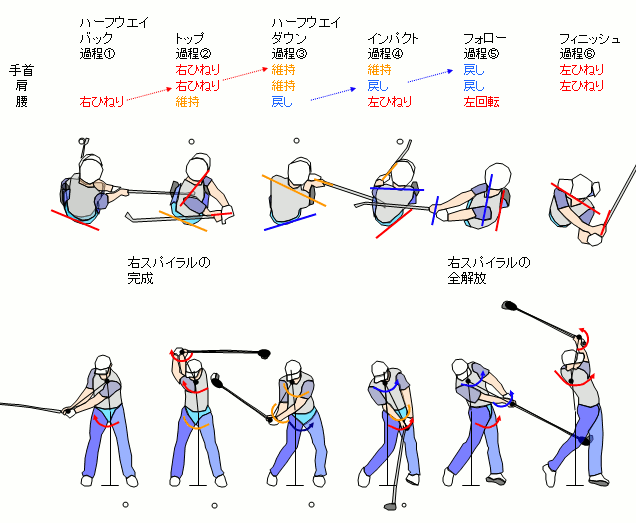 ハーフウエイ
バック
過程①
トップ
過程②
ハーフウエイ
ダウン
過程③
インパクト
過程④
フォロー
過程⑤
フィニッシュ
過程⑥
手首 右ひねり 維持 維持 戻し 左ひねり
肩 右ひねり 維持 戻し 戻し 左ひねり
腰 右ひねり 維持 戻し 左ひねり 左回転
右スパイラルの
完成
右スパイラルの
全解放